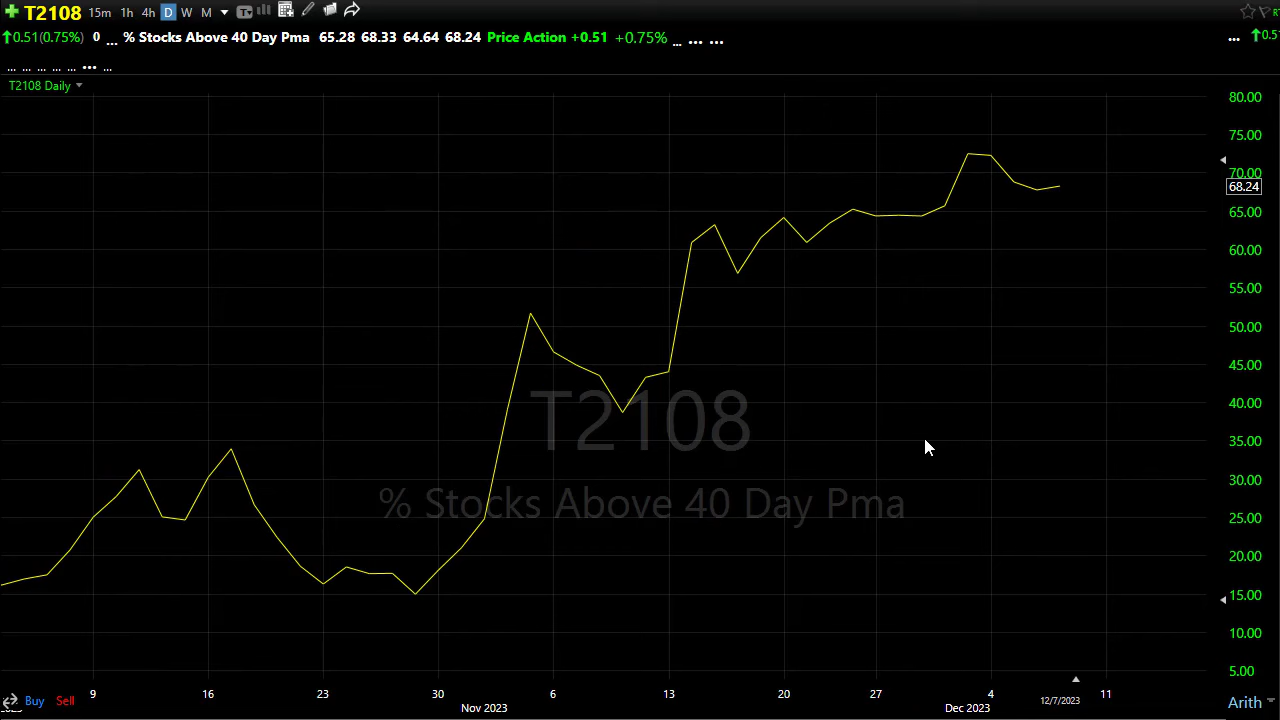 T2108 15m 1h 4h D W M
0.51(0.75%) 0 ... % Stocks Above 40 Day Pma 65.28 68.33 64.64 68.24 Price Action +0.51 +0.75% ... ... ... ... 0.5
... ... ... ... ... ... ...
T2108 Daily
80.00
75.00
70.00
68.24
65.00
60.00
55.00
50.00
45.00
40.00
35.00
30.00
25.00
20.00
15.00
10.00
5.00
T2108
% Stocks Above 40 Day Pma
Buy Sell
9 16 23 30 6 13 20 27 4 11
Nov 2023 Dec 2023 12/7/2023
Arith